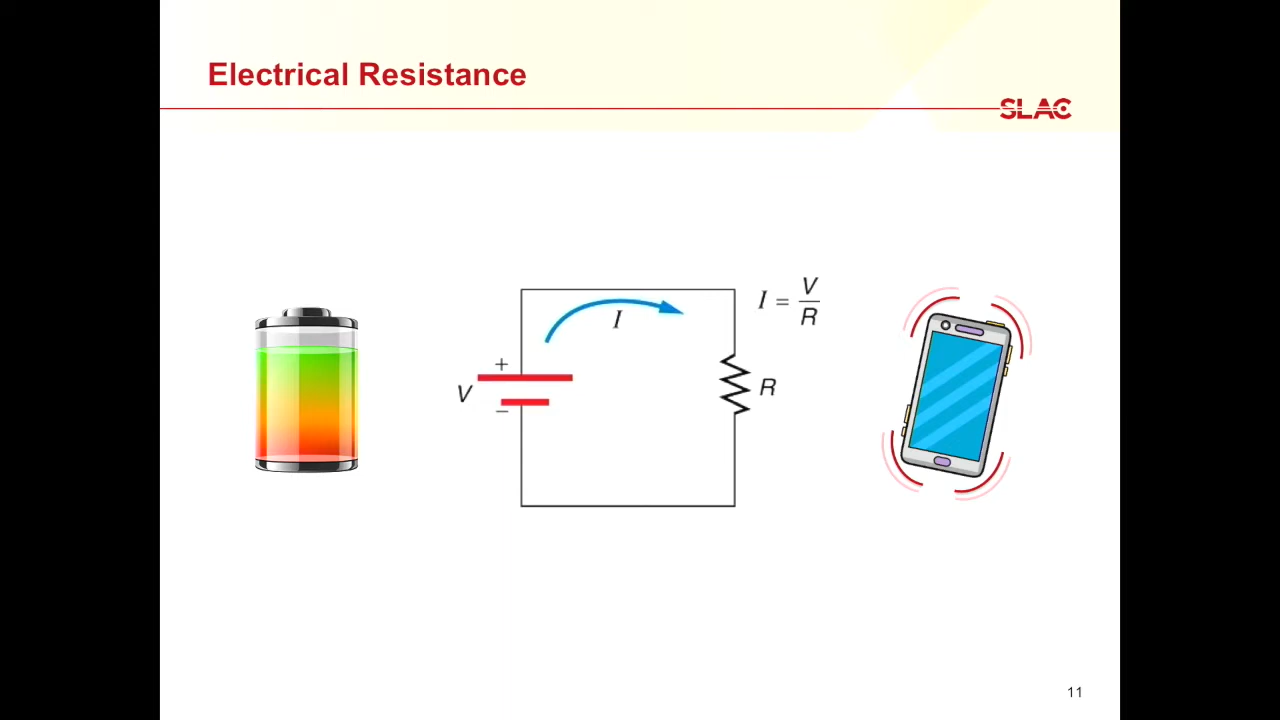 Electrical Resistance
SLAC
I = V/R
I
+
V
−
R
11